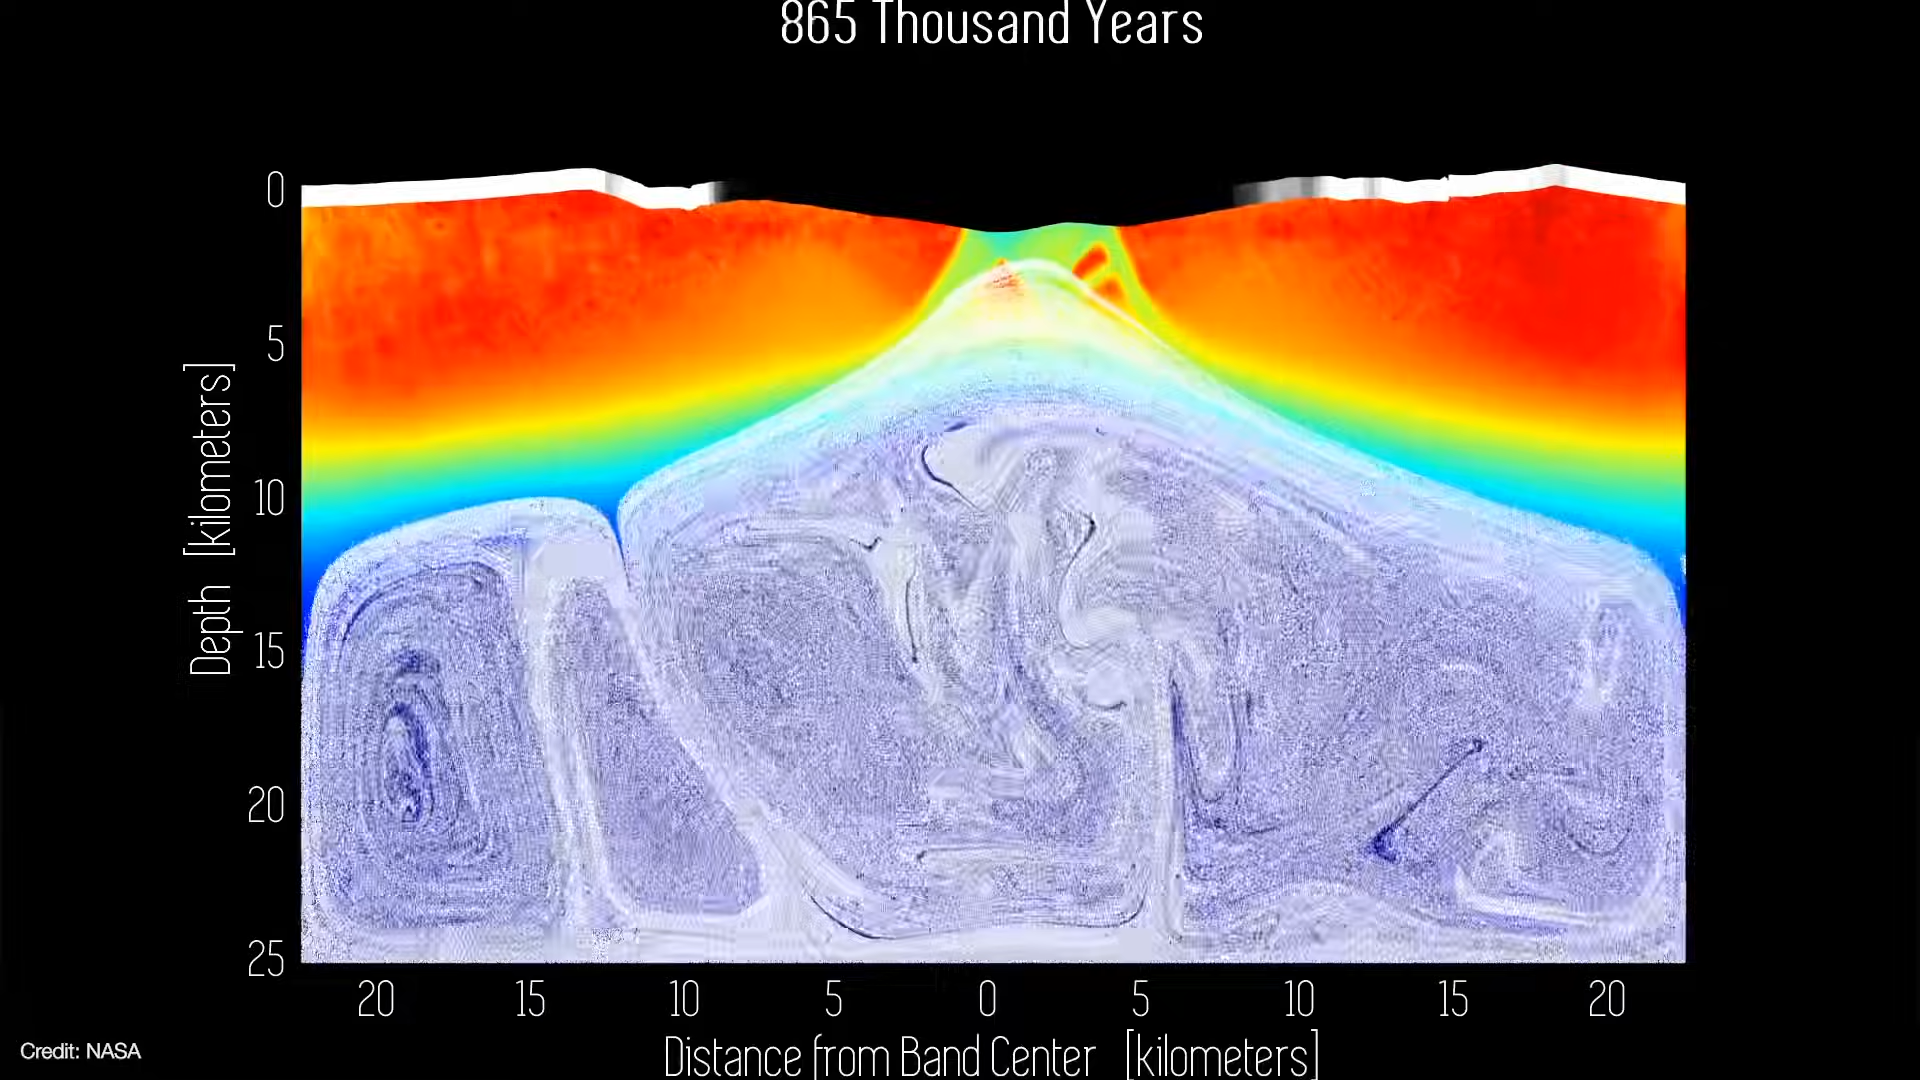 865 Thousand Years
0
5
10
15
20
25
Depth [kilometers]
20 15 10 5 0 5 10 15 20
Distance from Band Center [kilometers]
Credit: NASA